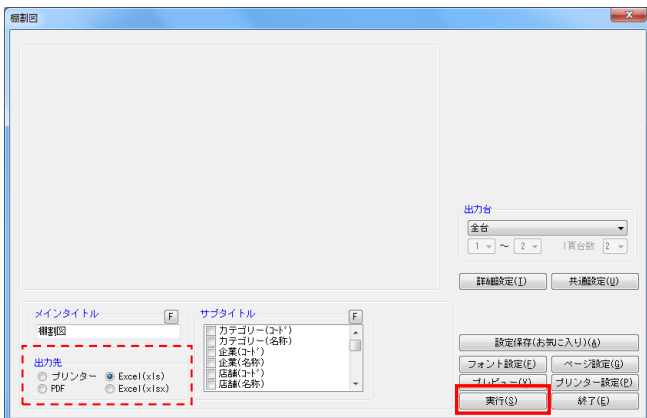 棚割図
出力台
全台
1 ～ 2 1頁台数 2
詳細設定(I) 共通設定(U)
メインタイトル F
棚割図
サブタイトル F
カテゴリー(ｺｰﾄﾞ)
カテゴリー(名称)
企業(ｺｰﾄﾞ)
企業(名称)
店舗(ｺｰﾄﾞ)
店舗(名称)
出力先
プリンター Excel(xls)
PDF Excel(xlsx)
設定保存(お気に入り)(A)
フォント設定(F) ページ設定(G)
プレビュー(V) プリンター設定(P)
実行(S) 終了(E)